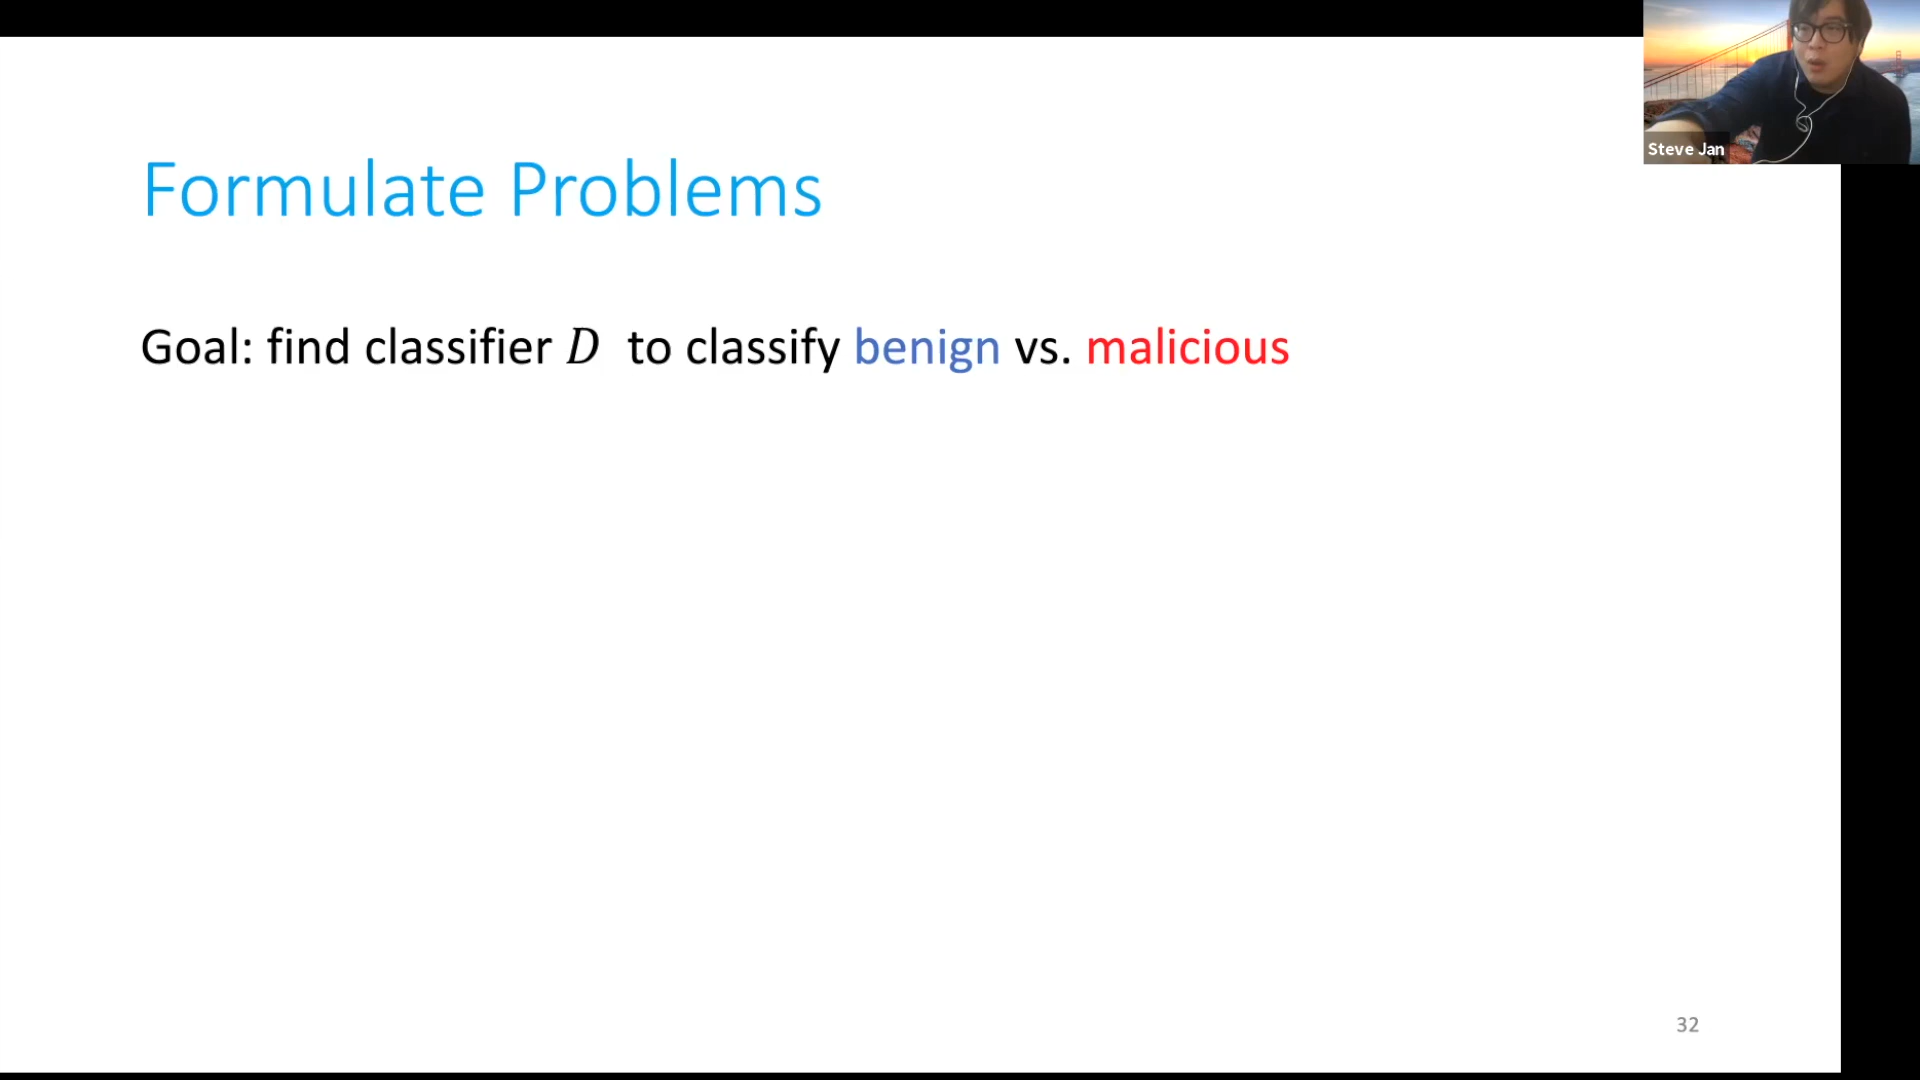 Steve Jan
Formulate Problems
Goal: find classifier D to classify benign vs. malicious
32